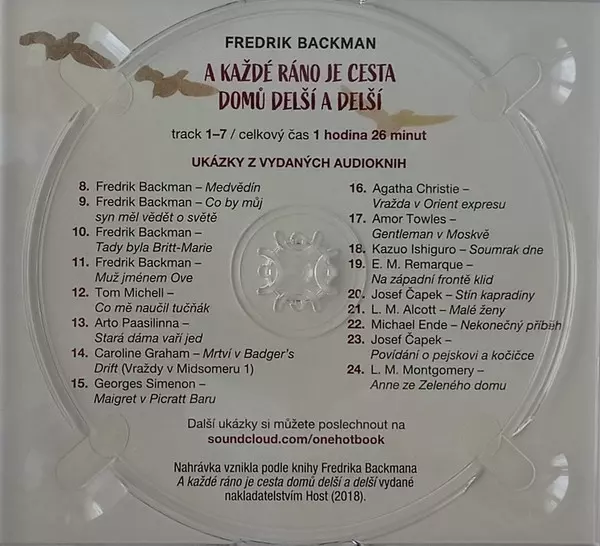 FREDRIK BACKMAN
A KAŽDÉ RÁNO JE CESTA
DOMŮ DELŠÍ A DELŠÍ
track 1–7 / celkový čas 1 hodina 26 minut
UKÁZKY Z VYDANÝCH AUDIOKNIH
8. Fredrik Backman – Medvědín
9. Fredrik Backman – Co by můj
syn měl vědět o světě
10. Fredrik Backman –
Tady byla Britt-Marie
11. Fredrik Backman –
Muž jménem Ove
12. Tom Michell –
Co mě naučil tučňák
13. Arto Paasilinna –
Stará dáma vaří jed
14. Caroline Graham – Mrtví v Badger's
Drift (Vraždy v Midsomeru 1)
15. Georges Simenon –
Maigret v Picratt Baru
16. Agatha Christie –
Vražda v Orient expresu
17. Amor Towles –
Gentleman v Moskvě
18. Kazuo Ishiguro – Soumrak dne
19. E. M. Remarque –
Na západní frontě klid
20. Josef Čapek – Stín kapradiny
21. L. M. Alcott – Malé ženy
22. Michael Ende – Nekonečný příběh
23. Josef Čapek –
Povídání o pejskovi a kočičce
24. L. M. Montgomery –
Anne ze Zeleného domu
Další ukázky si můžete poslechnout na
soundcloud.com/onehotbook
Nahrávka vznikla podle knihy Fredrika Backmana
A každé ráno je cesta domů delší a delší vydané
nakladatelstvím Host (2018).